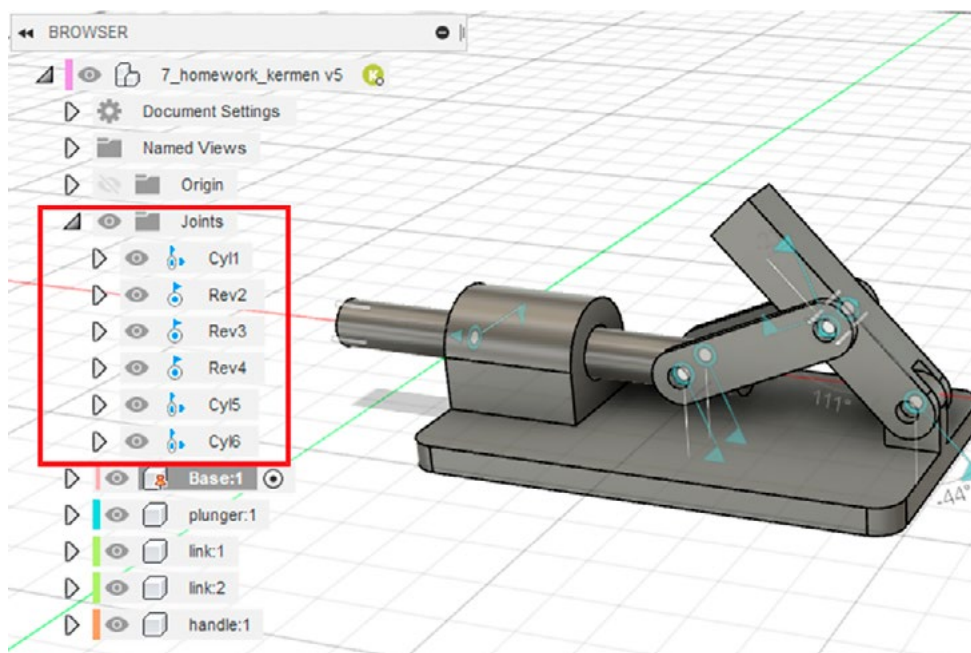 BROWSER
7_homework_kermen v5
K
Document Settings
Named Views
Origin
Joints
Cyl1
Rev2
Rev3
Rev4
Cyl5
Cyl6
Base:1
plunger:1
link:1
link:2
handle:1
111°
-44°